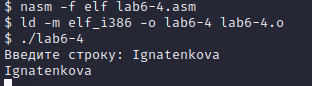 $ nasm -f elf lab6-4.asm
$ ld -m elf_i386 -o lab6-4 lab6-4.o
$ ./lab6-4
Введите строку: Ignatenkova
Ignatenkova